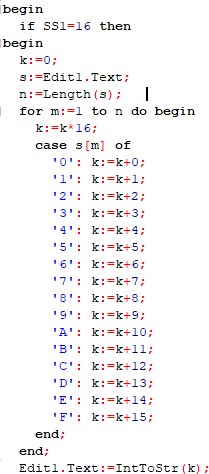 begin
if SS1=16 then
begin
k:=0;
s:=Edit1.Text;
n:=Length(s);
for m:=1 to n do begin
k:=k*16;
case s[m] of
'0': k:=k+0;
'1': k:=k+1;
'2': k:=k+2;
'3': k:=k+3;
'4': k:=k+4;
'5': k:=k+5;
'6': k:=k+6;
'7': k:=k+7;
'8': k:=k+8;
'9': k:=k+9;
'A': k:=k+10;
'B': k:=k+11;
'C': k:=k+12;
'D': k:=k+13;
'E': k:=k+14;
'F': k:=k+15;
end;
end;
Edit1.Text:=IntToStr(k);